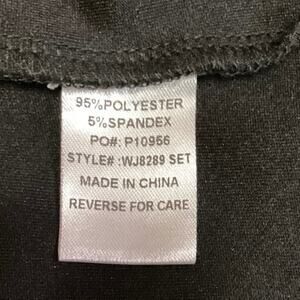 95%POLYESTER
5%SPANDEX
PO#: P10956
STYLE# :WJ8289 SET
MADE IN CHINA
REVERSE FOR CARE